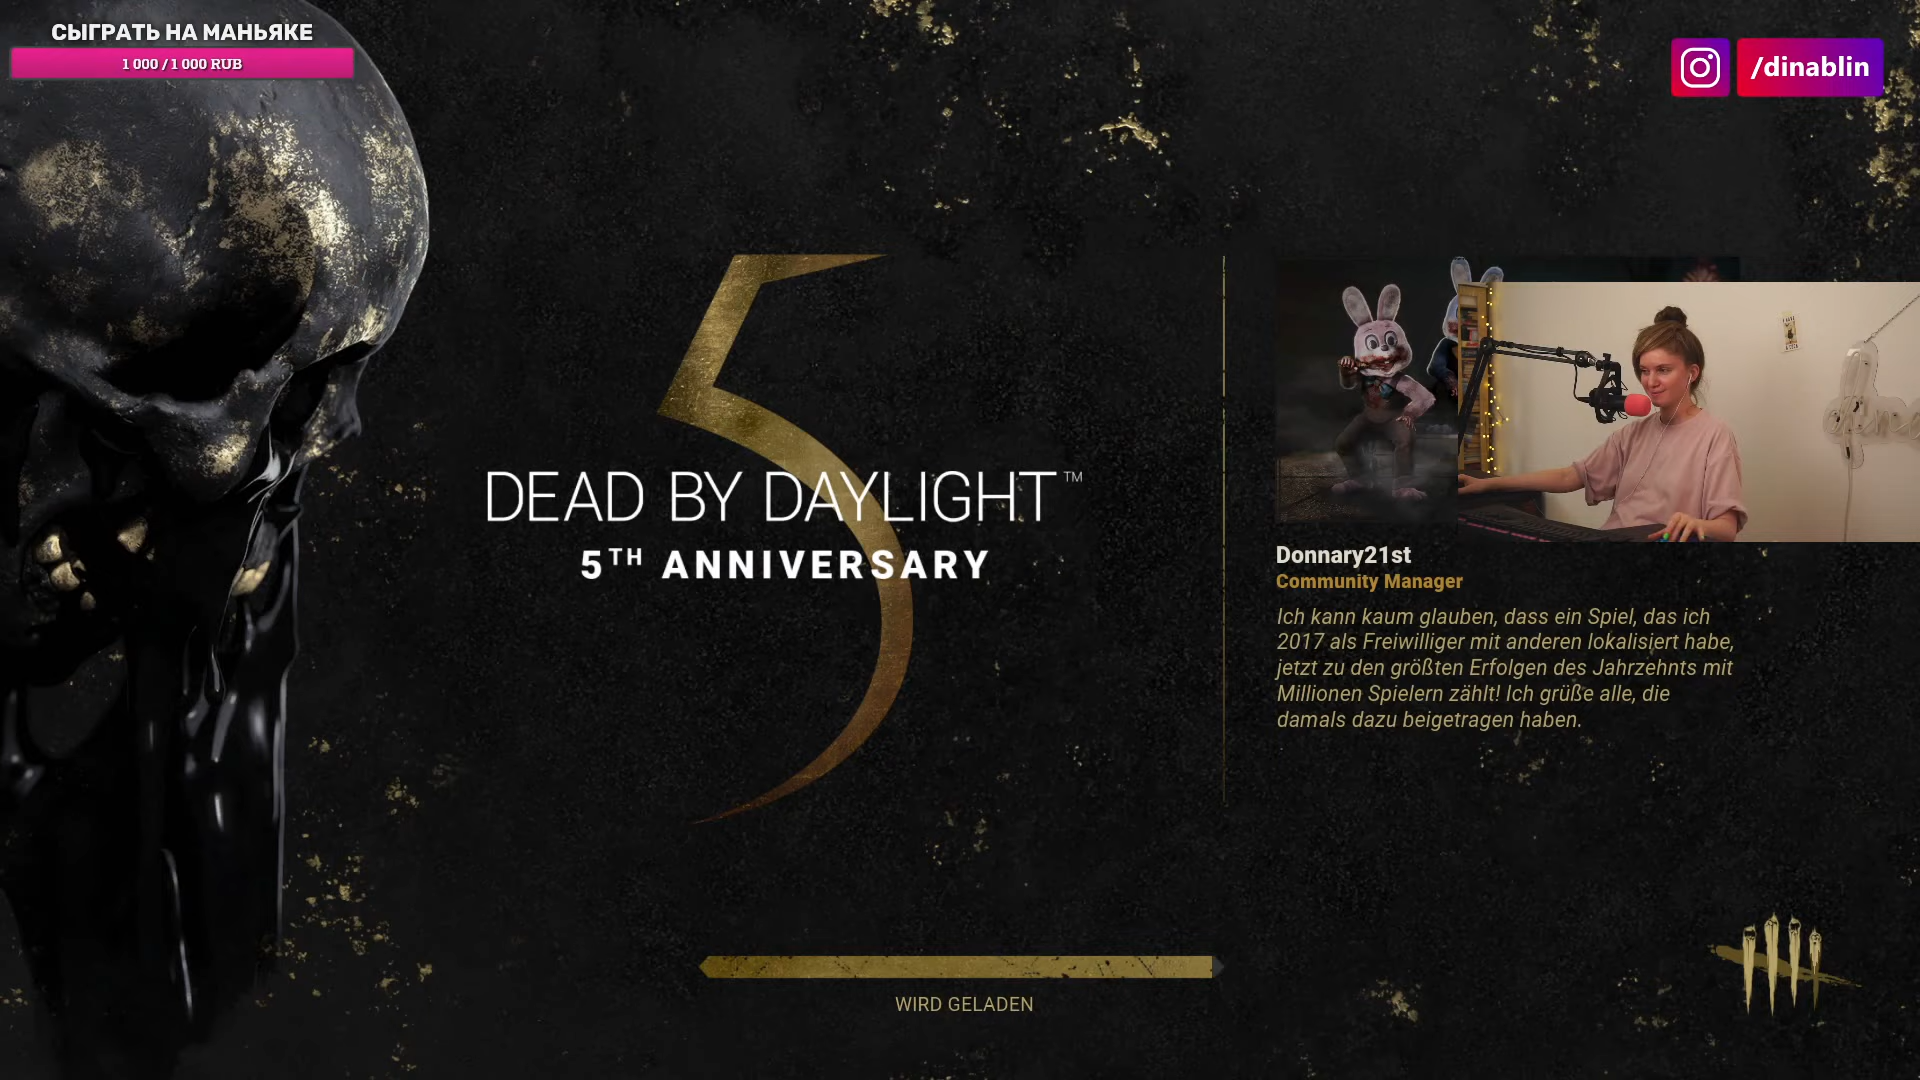 СЫГРАТЬ НА МАНЬЯКЕ
1 000 / 1 000 RUB
/dinablin
DEAD BY DAYLIGHT™
5TH ANNIVERSARY
Donnary21st
Community Manager
Ich kann kaum glauben, dass ein Spiel, das ich
2017 als Freiwilliger mit anderen lokalisiert habe,
jetzt zu den größten Erfolgen des Jahrzehnts mit
Millionen Spielern zählt! Ich grüße alle, die
damals dazu beigetragen haben.
WIRD GELADEN